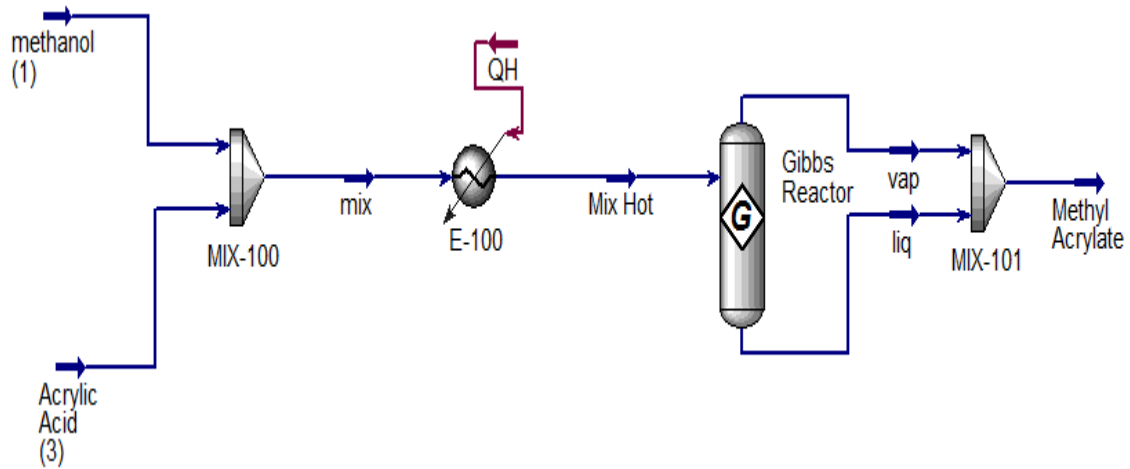 methanol
(1)
QH
MIX-100
mix
E-100
Mix Hot
G
Gibbs
Reactor
vap
liq
MIX-101
Methyl
Acrylate
Acrylic
Acid
(3)